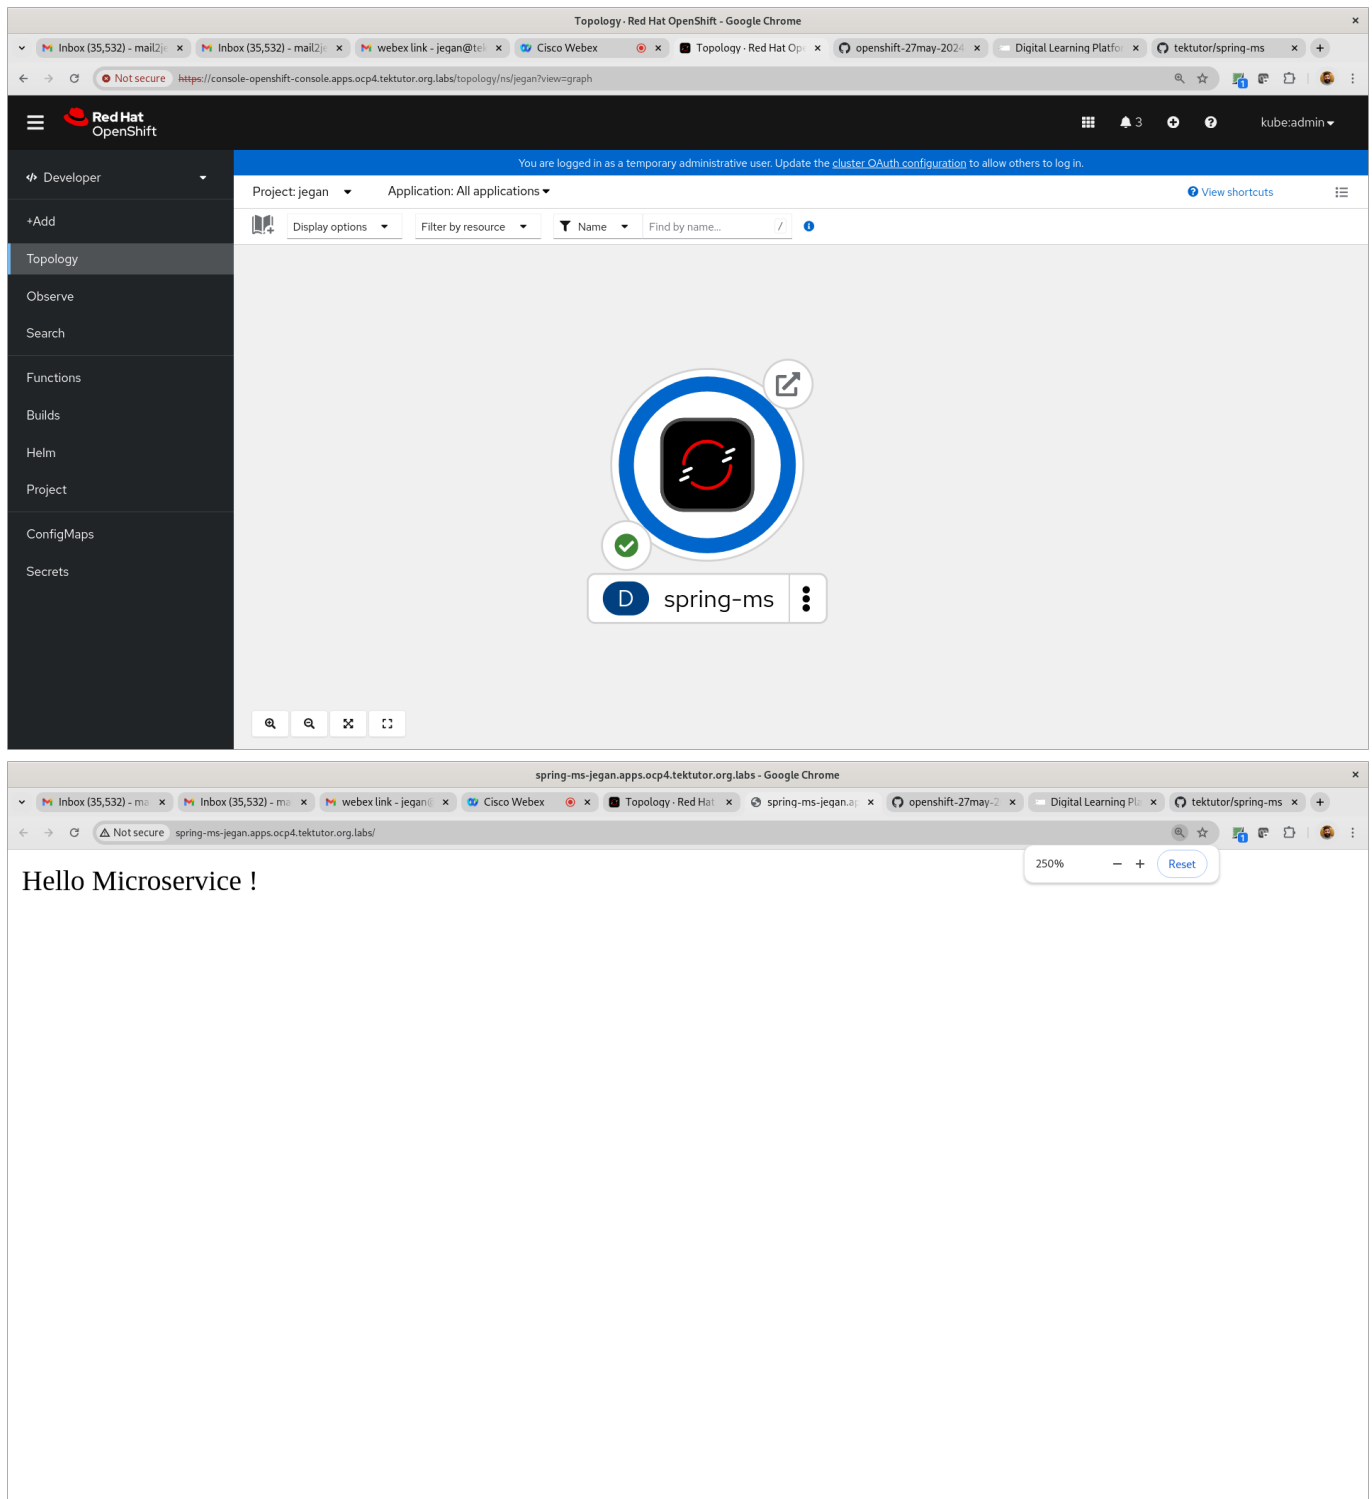 Topology · Red Hat OpenShift - Google Chrome
Inbox (35,532) - mail2je
Inbox (35,532) - mail2je
webex link - jegan@tek
Cisco Webex
Topology · Red Hat Ope
openshift-27may-2024
Digital Learning Platfor
tektutor/spring-ms
Not secure https://console-openshift-console.apps.ocp4.tektutor.org.labs/topology/ns/jegan?view=graph
1
Red Hat
OpenShift
3
kube:admin
You are logged in as a temporary administrative user. Update the cluster OAuth configuration to allow others to log in.
Developer
Project: jegan
Application: All applications
View shortcuts
+Add
Display options
Filter by resource
Name
Find by name...
/
Topology
Observe
Search
Functions
Builds
Helm
Project
ConfigMaps
Secrets
D spring-ms
spring-ms-jegan.apps.ocp4.tektutor.org.labs - Google Chrome
Inbox (35,532) - ma
Inbox (35,532) - ma
webex link - jegan@
Cisco Webex
Topology · Red Hat
spring-ms-jegan.ap
openshift-27may-2
Digital Learning Pla
tektutor/spring-ms
Not secure spring-ms-jegan.apps.ocp4.tektutor.org.labs/
1
250%
Reset
Hello Microservice !